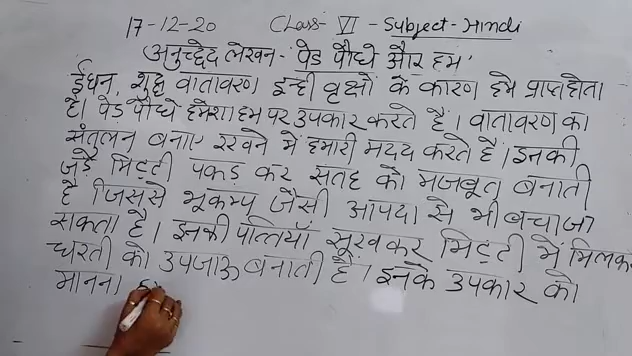 17-12-20 Class- VI - Subject- Hindi
अनुच्छेद लेखन - 'पेड पौधे और हम'
ईंधन, शुद्ध वातावरण इन्ही वृक्षों के कारण हमे प्राप्त होता
है। पेड पौधे हमेशा हम पर उपकार करते हैं। वातावरण का
संतुलन बनाए रखने में हमारी मदद करते हैं। इनकी
जड़ें मिट्टी पकड़ कर सतह को मजबूत बनाती
है जिससे भूकम्प जैसी आपदा से भी बचा जा
सकता है। इनकी पत्तियाँ सूखकर मिट्टी में मिलकर
धरती को उपजाऊ बनाती हैं। इनके उपकार को
मानना